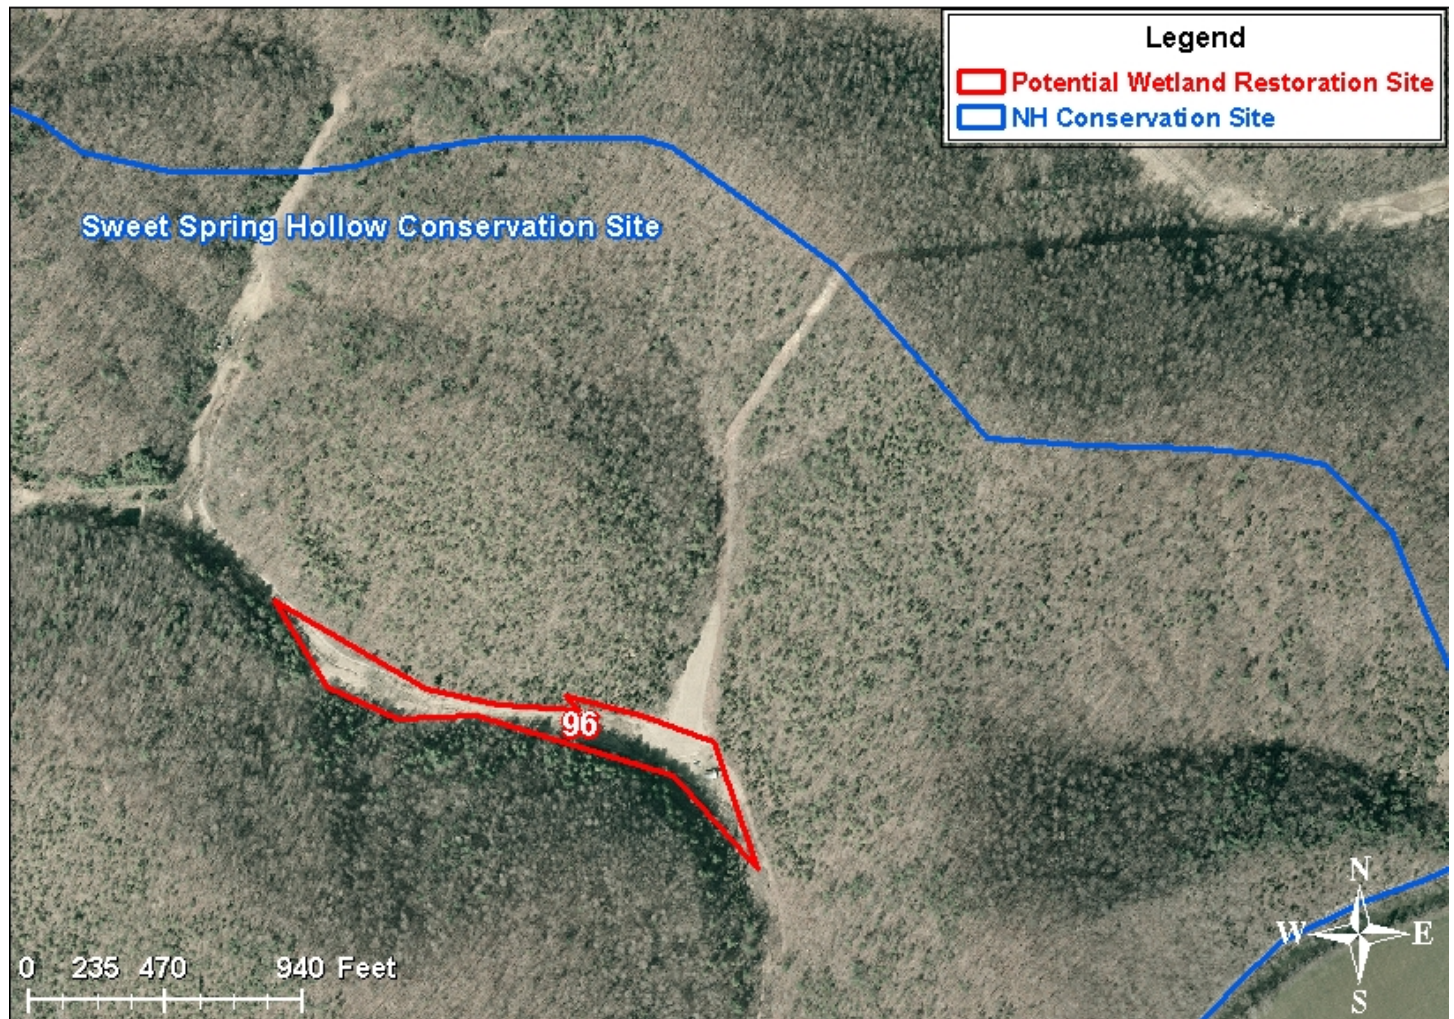 Legend
Potential Wetland Restoration Site
NH Conservation Site
Sweet Spring Hollow Conservation Site
96
N
W E
S
0 235 470 940 Feet